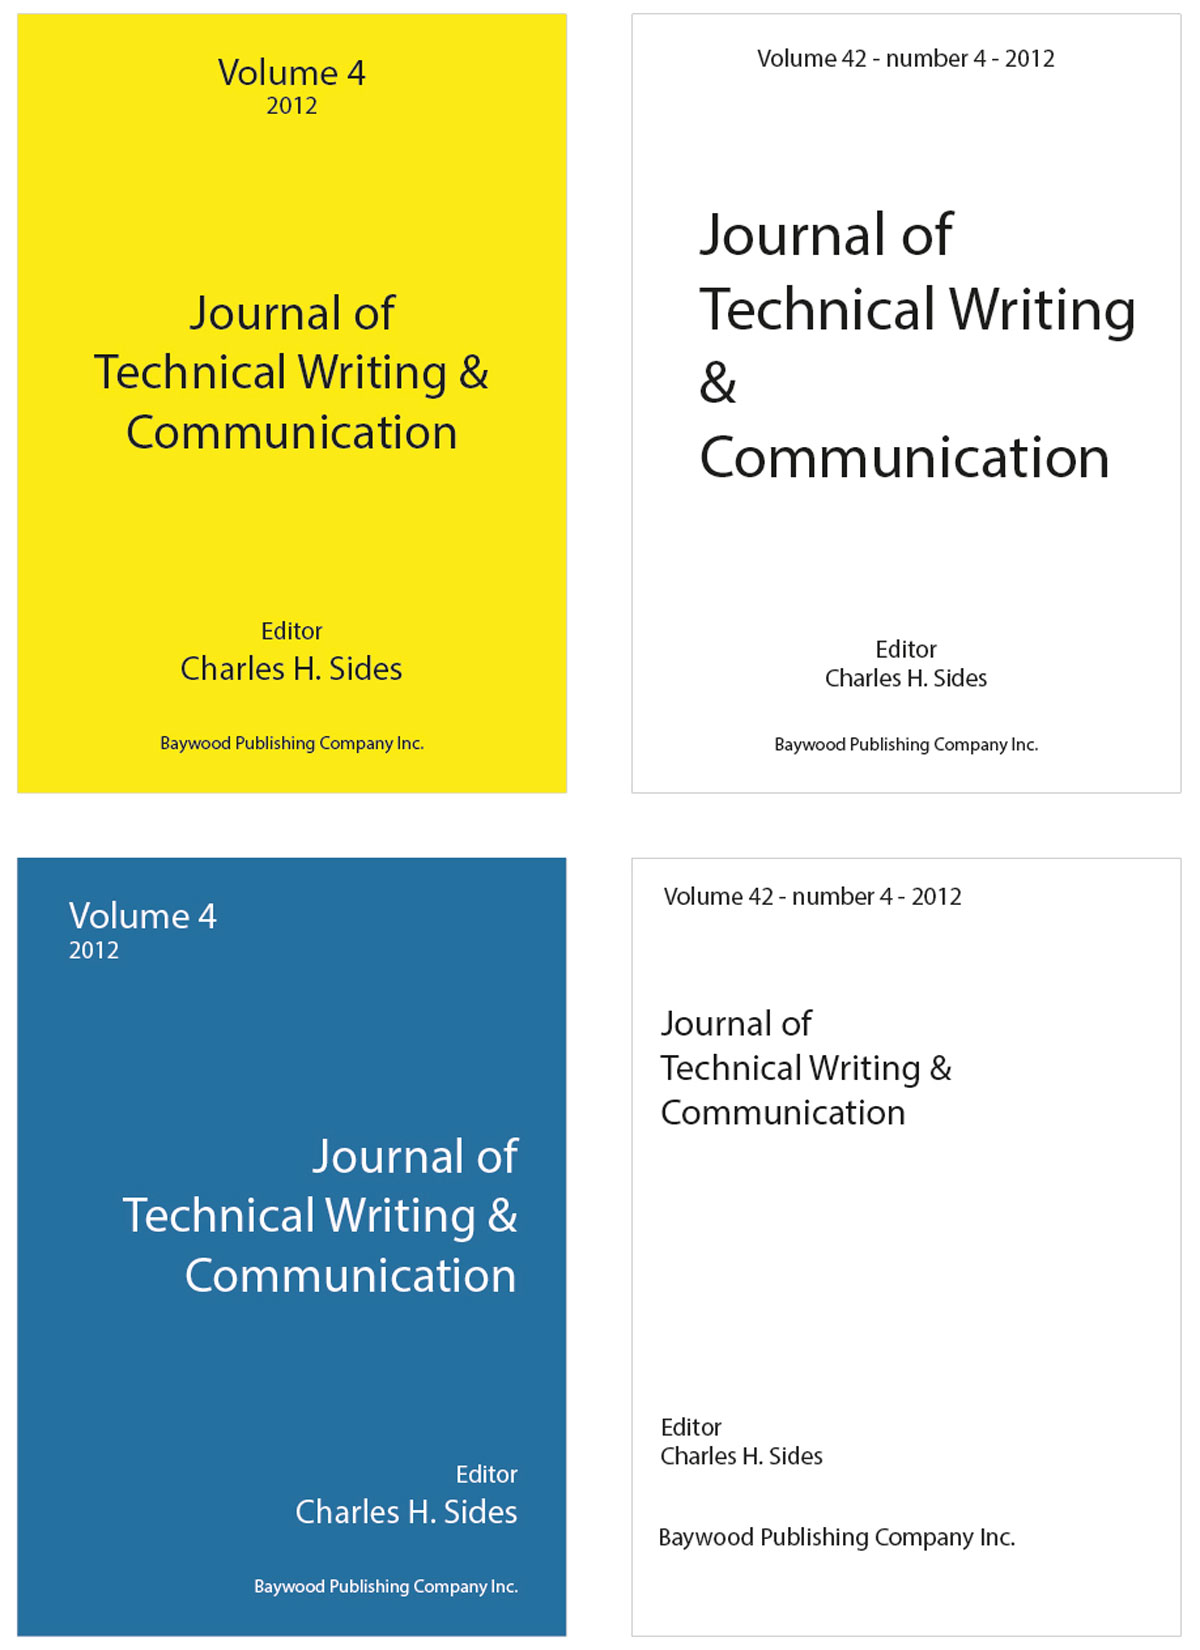 Volume 4
2012
Journal of
Technical Writing &
Communication
Editor
Charles H. Sides
Baywood Publishing Company Inc.
Volume 42 - number 4 - 2012
Journal of
Technical Writing
&
Communication
Editor
Charles H. Sides
Baywood Publishing Company Inc.
Volume 4
2012
Journal of
Technical Writing &
Communication
Editor
Charles H. Sides
Baywood Publishing Company Inc.
Volume 42 - number 4 - 2012
Journal of
Technical Writing &
Communication
Editor
Charles H. Sides
Baywood Publishing Company Inc.